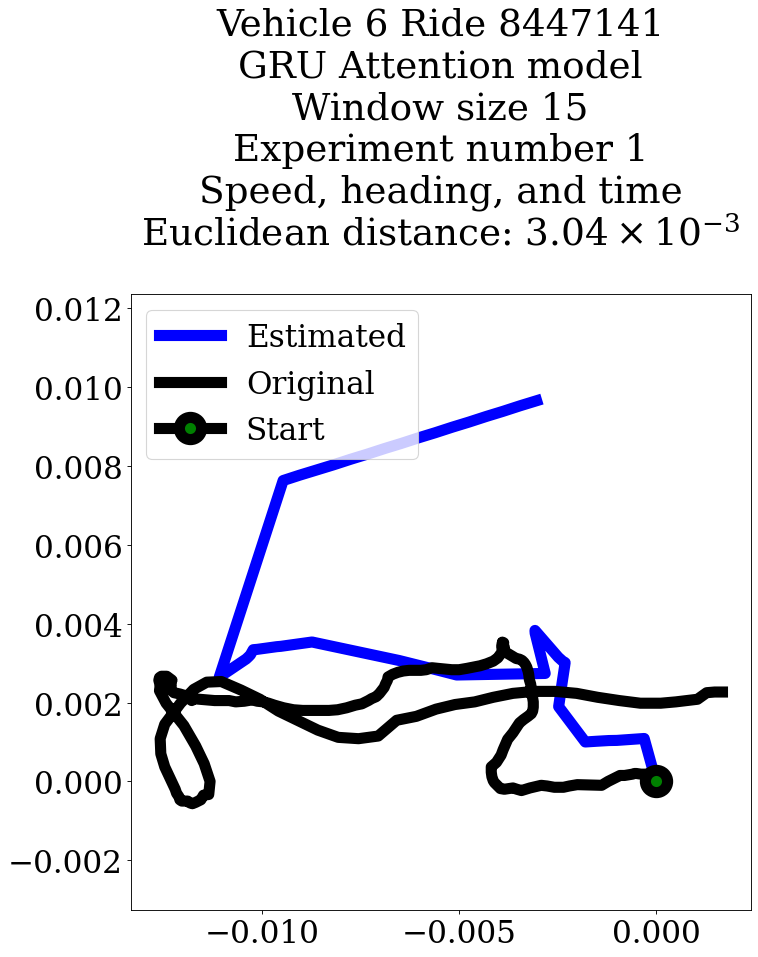 Vehicle 6 Ride 8447141
GRU Attention model
Window size 15
Experiment number 1
Speed, heading, and time
Euclidean distance: 3.04 × 10⁻³
0.012
0.010
0.008
0.006
0.004
0.002
0.000
−0.002
Estimated
Original
Start
−0.010 −0.005 0.000